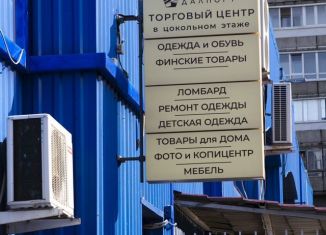 ТОРГОВЫЙ ЦЕНТР
в цокольном этаже
ОДЕЖДА и ОБУВЬ
ФИНСКИЕ ТОВАРЫ
ЛОМБАРД
РЕМОНТ ОДЕЖДЫ
ДЕТСКАЯ ОДЕЖДА
ТОВАРЫ для ДОМА
ФОТО и КОПИЦЕНТР
МЕБЕЛЬ